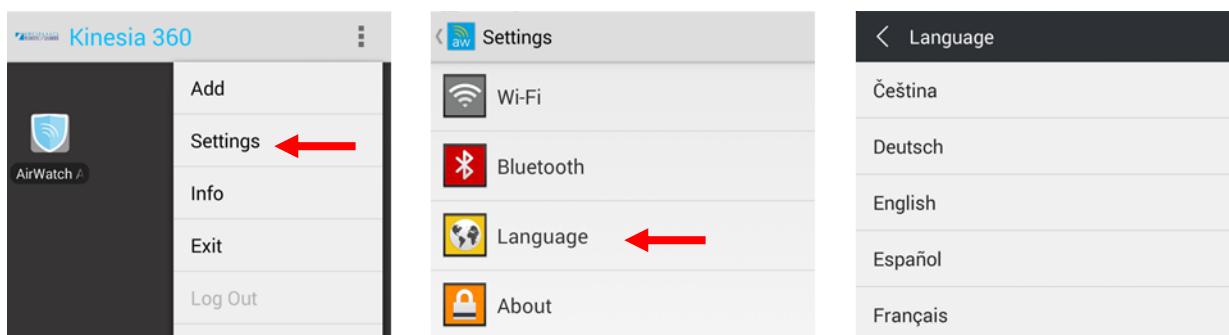 Kinesia 360
Add
Settings
Info
Exit
Log Out
AirWatch A
aw Settings
Wi-Fi
Bluetooth
Language
About
Language
Čeština
Deutsch
English
Español
Français